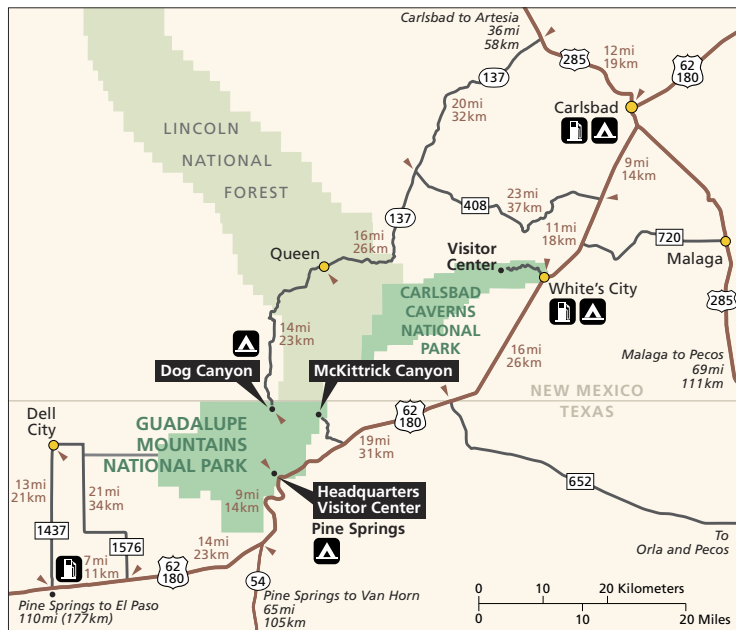 Carlsbad to Artesia
36mi
58km
285
12mi
19km
62
180
137
20mi
32km
Carlsbad
LINCOLN
NATIONAL
FOREST
9mi
14km
23mi
37km
408
137
16mi
26km
11mi
18km
720
Queen
Visitor
Center
Malaga
White's City
CARLSBAD
CAVERNS
NATIONAL
PARK
285
14mi
23km
16mi
26km
Malaga to Pecos
69mi
111km
Dog Canyon
McKittrick Canyon
NEW MEXICO
TEXAS
Dell
City
GUADALUPE
MOUNTAINS
NATIONAL PARK
62
180
19mi
31km
13mi
21km
21mi
34km
652
9mi
14km
Headquarters
Visitor Center
Pine Springs
1437
1576
14mi
23km
To
Orla and Pecos
7mi
11km
62
180
54
Pine Springs to El Paso
110mi (177km)
Pine Springs to Van Horn
65mi
105km
0 10 20 Kilometers
0 10 20 Miles